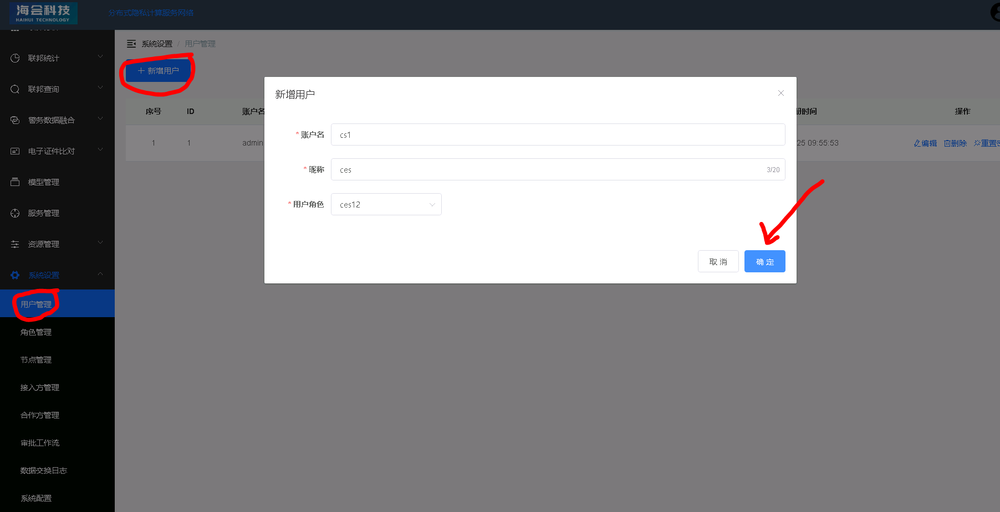 海会科技
HAIHUI TECHNOLOGY
分布式隐私计算服务网络
联邦统计
联邦查询
警务数据融合
电子证件比对
模型管理
服务管理
资源管理
系统设置
用户管理
角色管理
节点管理
接入方管理
合作方管理
审批工作流
数据交换日志
系统配置
系统设置 / 用户管理
新增用户
序号 ID 账户名 册时间 操作
1 1 admin 25 09:55:53 编辑 删除 重置
新增用户
*账户名 cs1
*昵称 ces 3/20
*用户角色 ces12
取消 确定